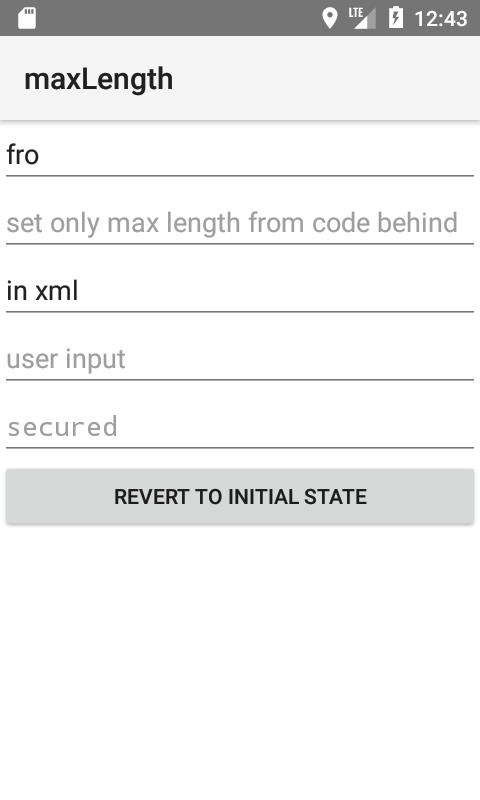 LTE 12:43
maxLength
fro
set only max length from code behind
in xml
user input
secured
REVERT TO INITIAL STATE